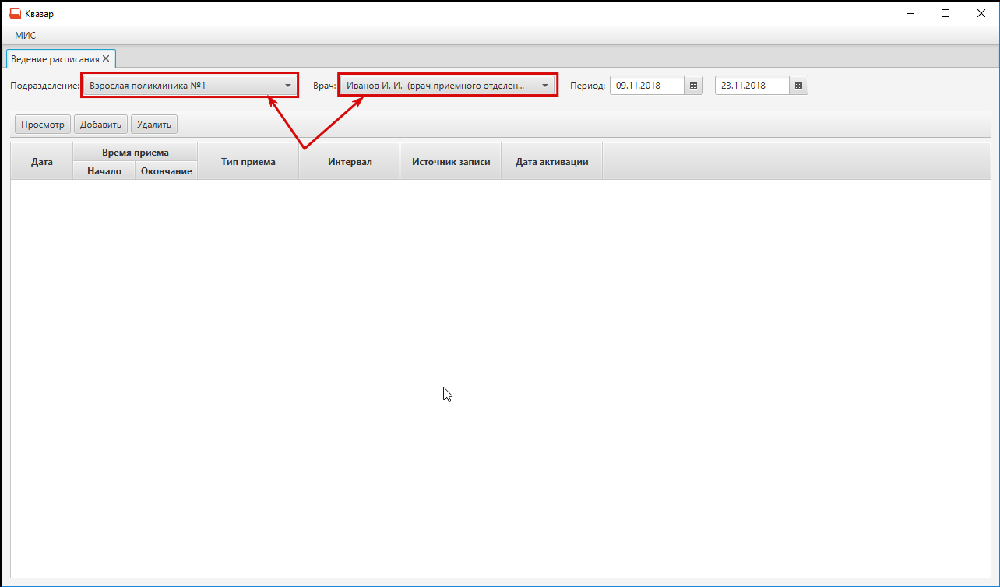 Квазар
МИС
Ведение расписания
Подразделение: Взрослая поликлиника №1 Врач: Иванов И. И. (врач приемного отделен... Период: 09.11.2018 - 23.11.2018
Просмотр Добавить Удалить
Дата Время приема Тип приема Интервал Источник записи Дата активации
Начало Окончание